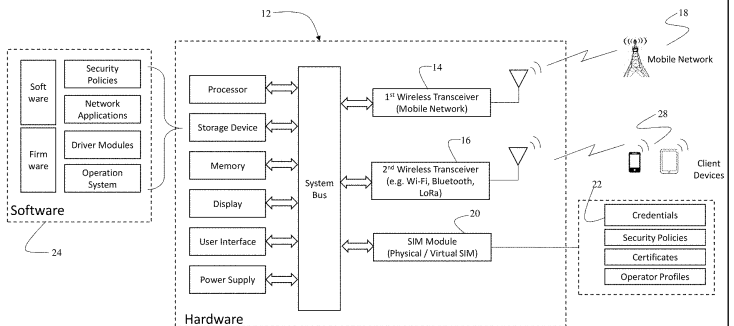 12
18
Mobile Network
Soft
ware
Firm
ware
Security
Policies
Network
Applications
Driver Modules
Operation
System
Software
24
Processor
Storage Device
Memory
Display
User Interface
Power Supply
System
Bus
14
1st Wireless Transceiver
(Mobile Network)
16
2nd Wireless Transceiver
(e.g. Wi-Fi, Bluetooth,
LoRa)
20
SIM Module
(Physical / Virtual SIM)
Hardware
28
Client
Devices
22
Credentials
Security Policies
Certificates
Operator Profiles